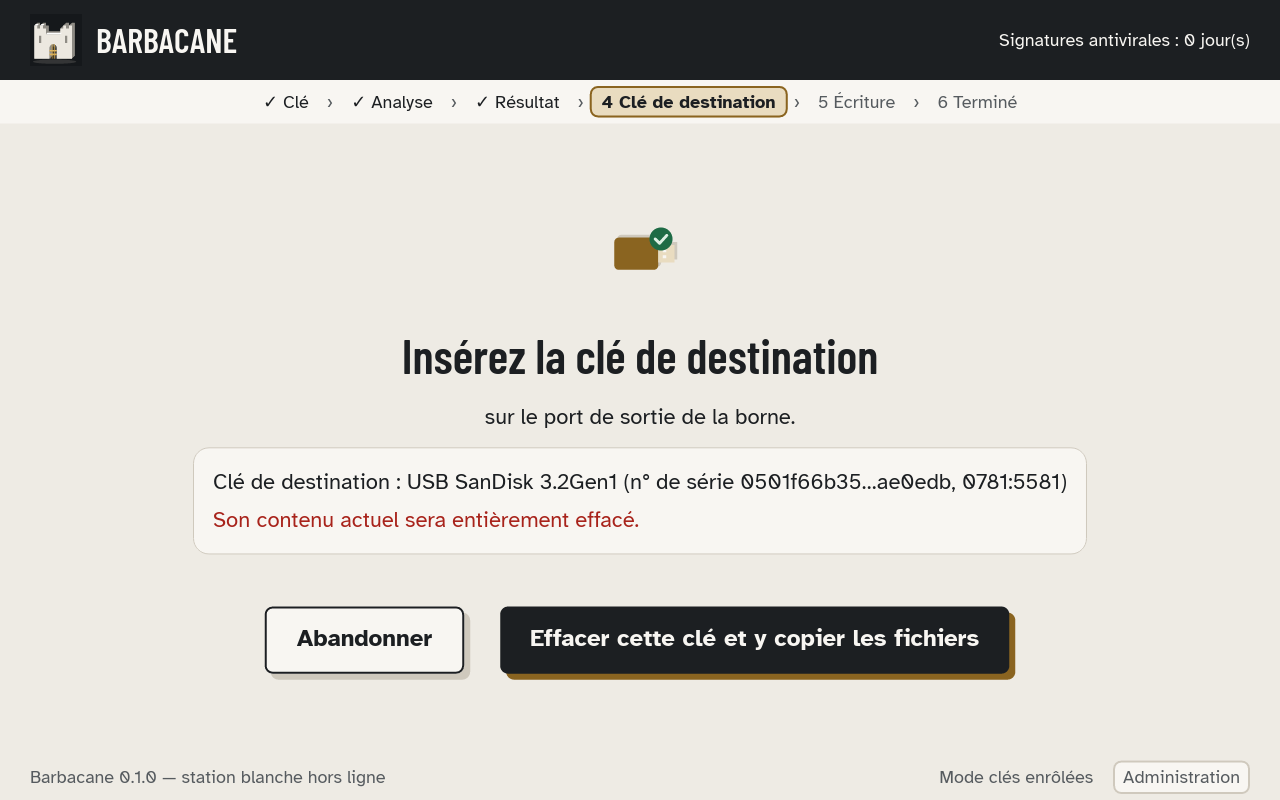 BARBACANE
Signatures antivirales : 0 jour(s)
✓ Clé › ✓ Analyse › ✓ Résultat › 4 Clé de destination › 5 Écriture › 6 Terminé
Insérez la clé de destination
sur le port de sortie de la borne.
Clé de destination : USB SanDisk 3.2Gen1 (n° de série 0501f66b35…ae0edb, 0781:5581)
Son contenu actuel sera entièrement effacé.
Abandonner
Effacer cette clé et y copier les fichiers
Barbacane 0.1.0 — station blanche hors ligne
Mode clés enrôlées
Administration